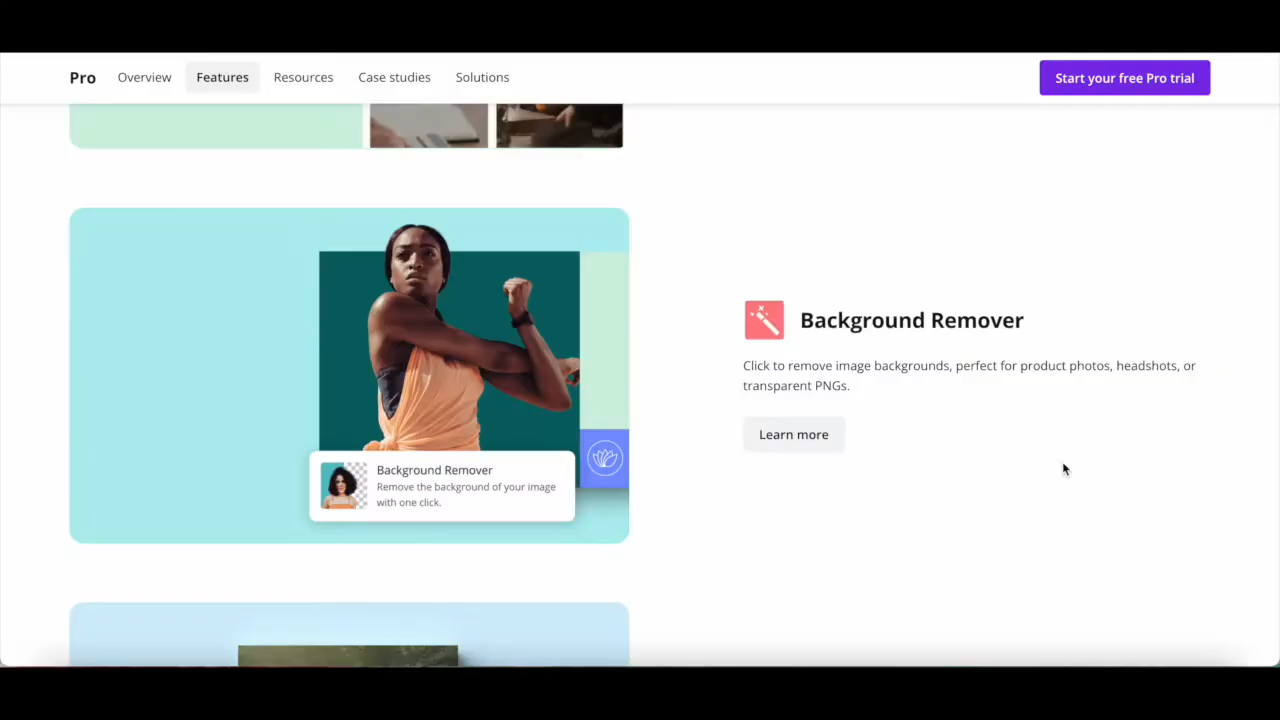 Pro
Overview
Features
Resources
Case studies
Solutions
Start your free Pro trial
Background Remover
Remove the background of your image
with one click.
Background Remover
Click to remove image backgrounds, perfect for product photos, headshots, or
transparent PNGs.
Learn more